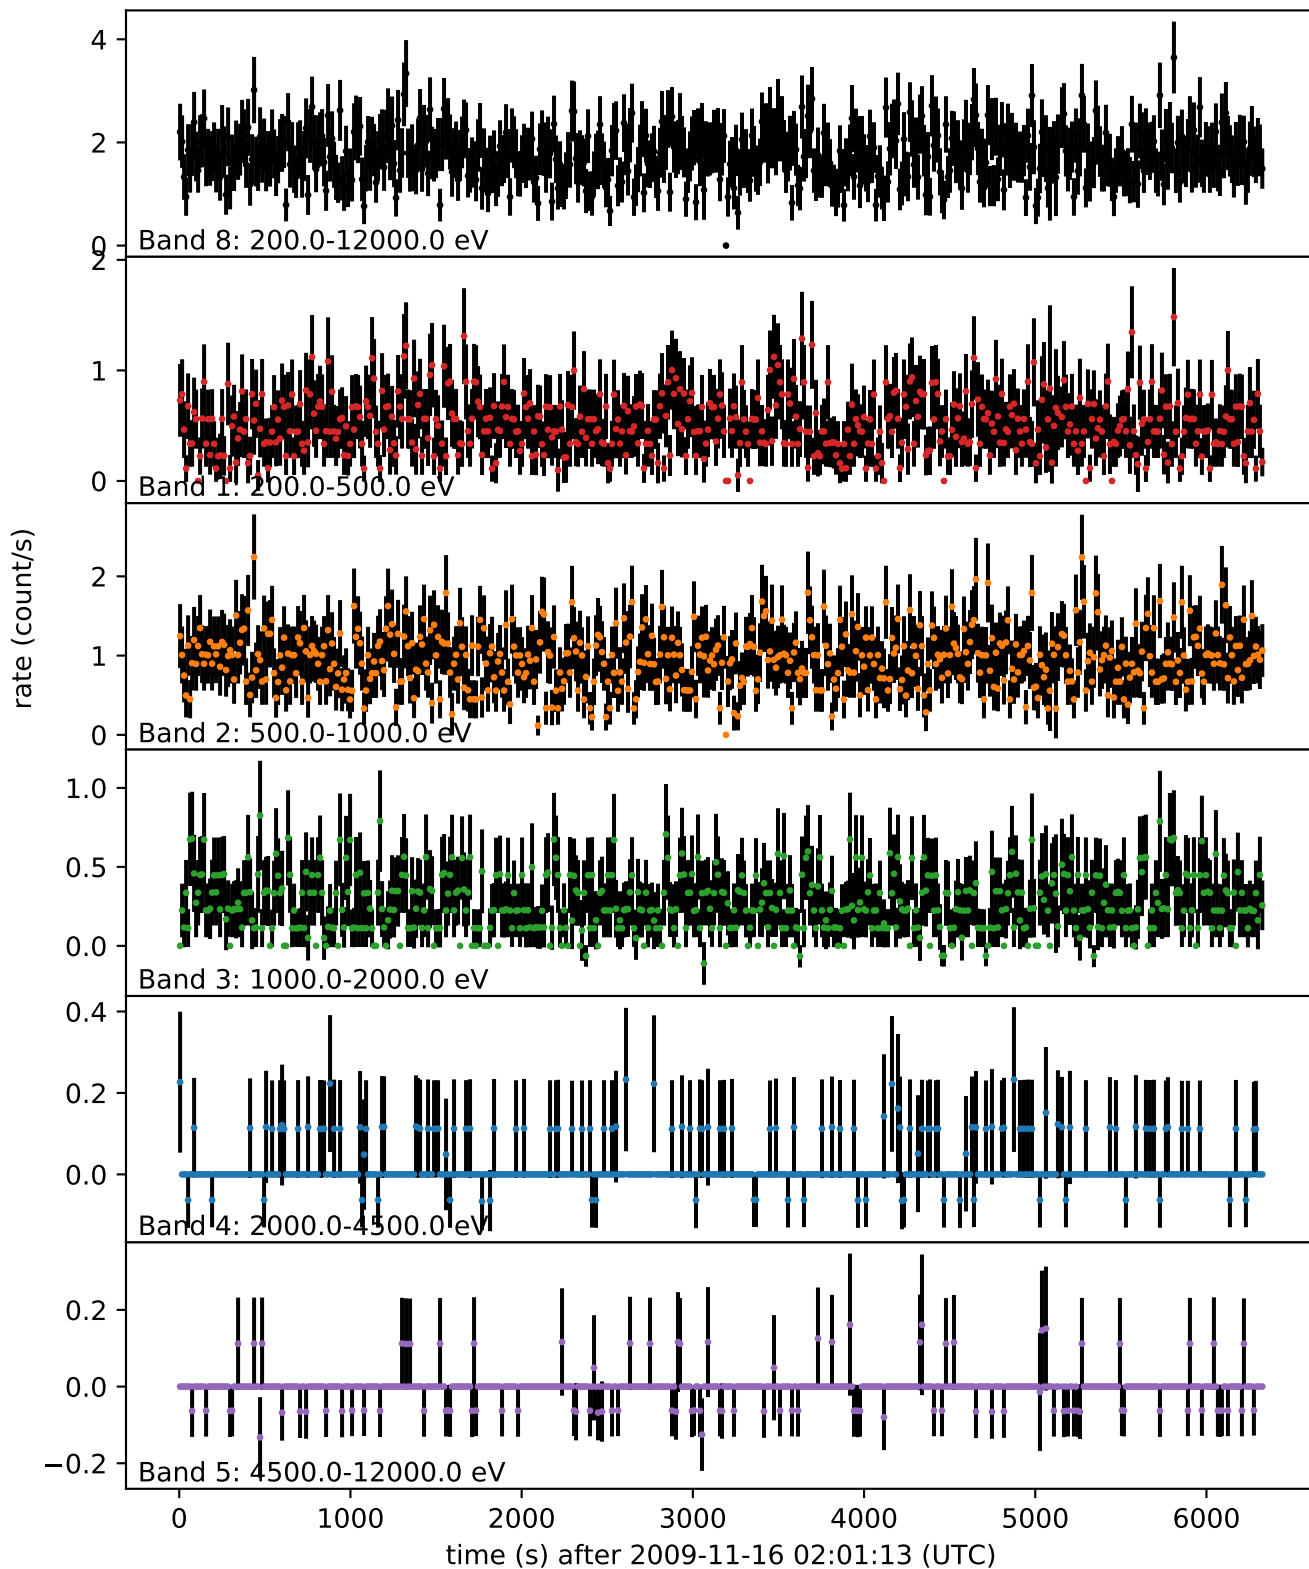 4
2
0
Band 8: 200.0-12000.0 eV
2
1
0
Band 1: 200.0-500.0 eV
rate (count/s)
2
1
0
Band 2: 500.0-1000.0 eV
1.0
0.5
0.0
Band 3: 1000.0-2000.0 eV
0.4
0.2
0.0
Band 4: 2000.0-4500.0 eV
0.2
0.0
−0.2
Band 5: 4500.0-12000.0 eV
0 1000 2000 3000 4000 5000 6000
time (s) after 2009-11-16 02:01:13 (UTC)